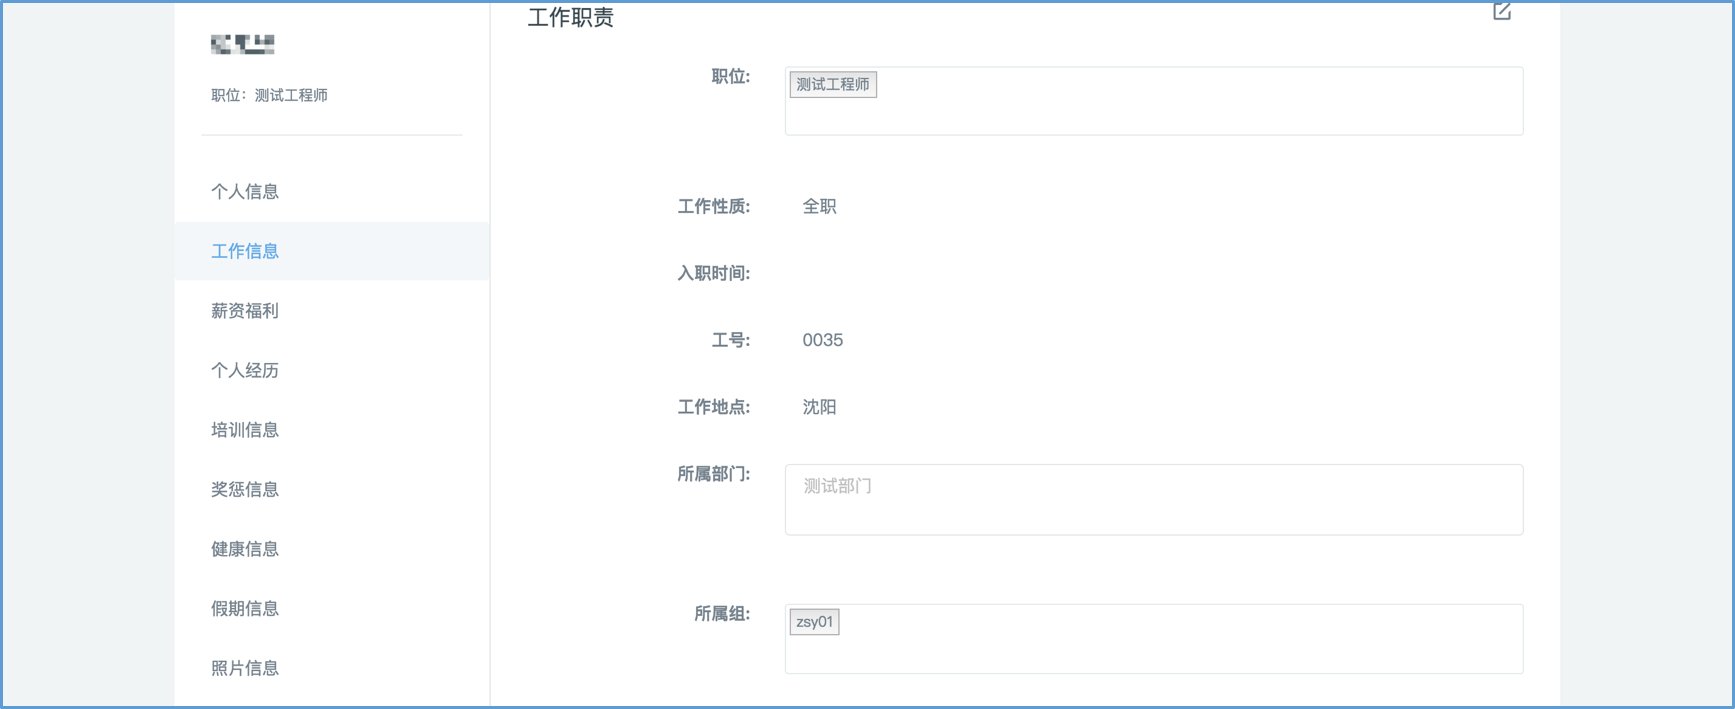 职位：测试工程师
个人信息
工作信息
薪资福利
个人经历
培训信息
奖惩信息
健康信息
假期信息
照片信息
工作职责
职位: 测试工程师
工作性质: 全职
入职时间:
工号: 0035
工作地点: 沈阳
所属部门: 测试部门
所属组: zsy01